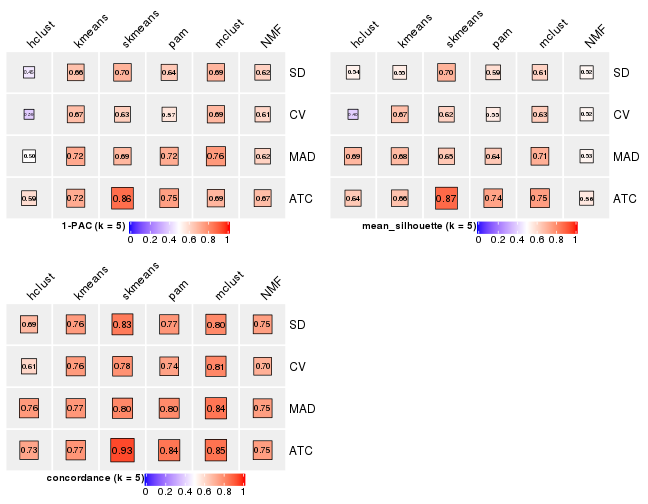 hclust kmeans skmeans pam mclust NMF
0.66 0.70 0.64 0.69 0.62 SD
0.67 0.63 0.57 0.69 0.61 CV
0.50 0.72 0.69 0.72 0.76 0.62 MAD
0.59 0.72 0.86 0.75 0.69 0.67 ATC
1-PAC (k = 5)
0 0.2 0.4 0.6 0.8 1
hclust kmeans skmeans pam mclust NMF
0.54 0.55 0.70 0.59 0.61 0.52 SD
0.67 0.62 0.55 0.63 0.52 CV
0.69 0.68 0.65 0.64 0.71 0.53 MAD
0.64 0.66 0.87 0.74 0.75 0.56 ATC
mean_silhouette (k = 5)
0 0.2 0.4 0.6 0.8 1
hclust kmeans skmeans pam mclust NMF
0.69 0.76 0.83 0.77 0.80 0.75 SD
0.61 0.76 0.78 0.74 0.81 0.70 CV
0.76 0.77 0.80 0.80 0.84 0.75 MAD
0.73 0.77 0.93 0.84 0.85 0.75 ATC
concordance (k = 5)
0 0.2 0.4 0.6 0.8 1